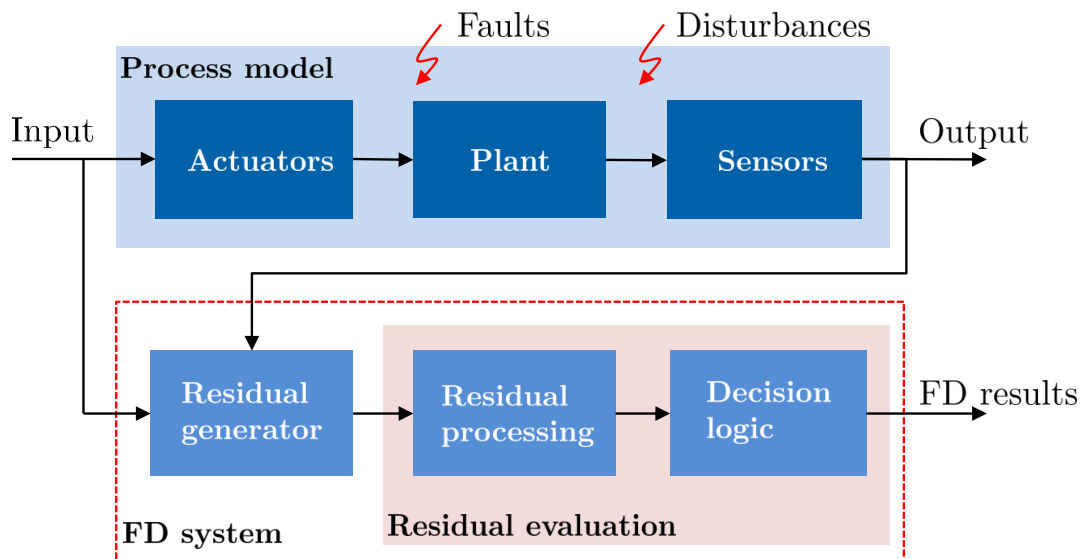 Faults
Disturbances
Process model
Input
Actuators
Plant
Sensors
Output
Residual
generator
Residual
processing
Decision
logic
FD results
FD system
Residual evaluation